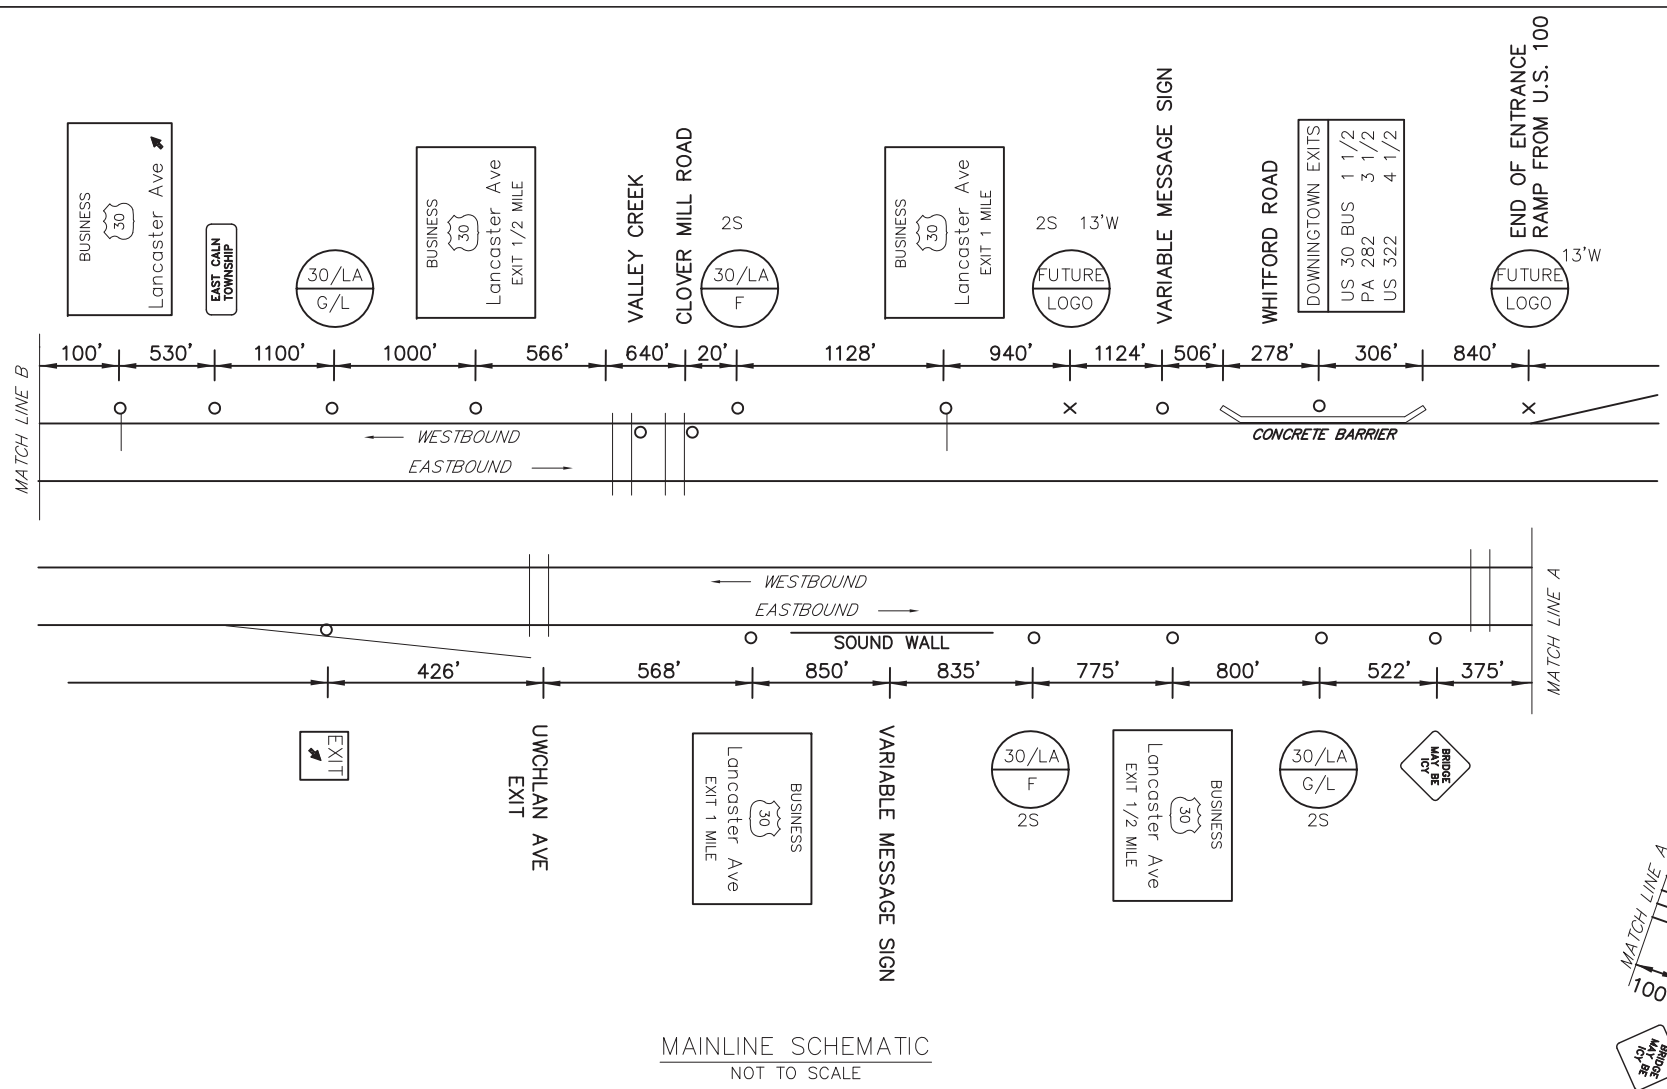 BUSINESS
30
Lancaster Ave
EAST CALN
TOWNSHIP
30/LA
G/L
BUSINESS
30
Lancaster Ave
EXIT 1/2 MILE
VALLEY CREEK
CLOVER MILL ROAD
2S
30/LA
F
BUSINESS
30
Lancaster Ave
EXIT 1 MILE
2S 13'W
FUTURE
LOGO
VARIABLE MESSAGE SIGN
WHITFORD ROAD
DOWNINGTOWN EXITS
US 30 BUS 1 1/2
PA 282 3 1/2
US 322 4 1/2
END OF ENTRANCE
RAMP FROM U.S. 100
13'W
FUTURE
LOGO
100' 530' 1100' 1000' 566' 640' 20' 1128' 940' 1124' 506' 278' 306' 840'
MATCH LINE B
WESTBOUND
EASTBOUND
CONCRETE BARRIER
WESTBOUND
EASTBOUND
SOUND WALL
MATCH LINE A
426' 568' 850' 835' 775' 800' 522' 375'
EXIT
UWCHLAN AVE
EXIT
BUSINESS
30
Lancaster Ave
EXIT 1 MILE
VARIABLE MESSAGE SIGN
30/LA
F
2S
BUSINESS
30
Lancaster Ave
EXIT 1/2 MILE
30/LA
G/L
2S
BRIDGE
MAY BE
ICY
MATCH LINE A
100
BRIDGE
MAY BE
ICY
MAINLINE SCHEMATIC
NOT TO SCALE